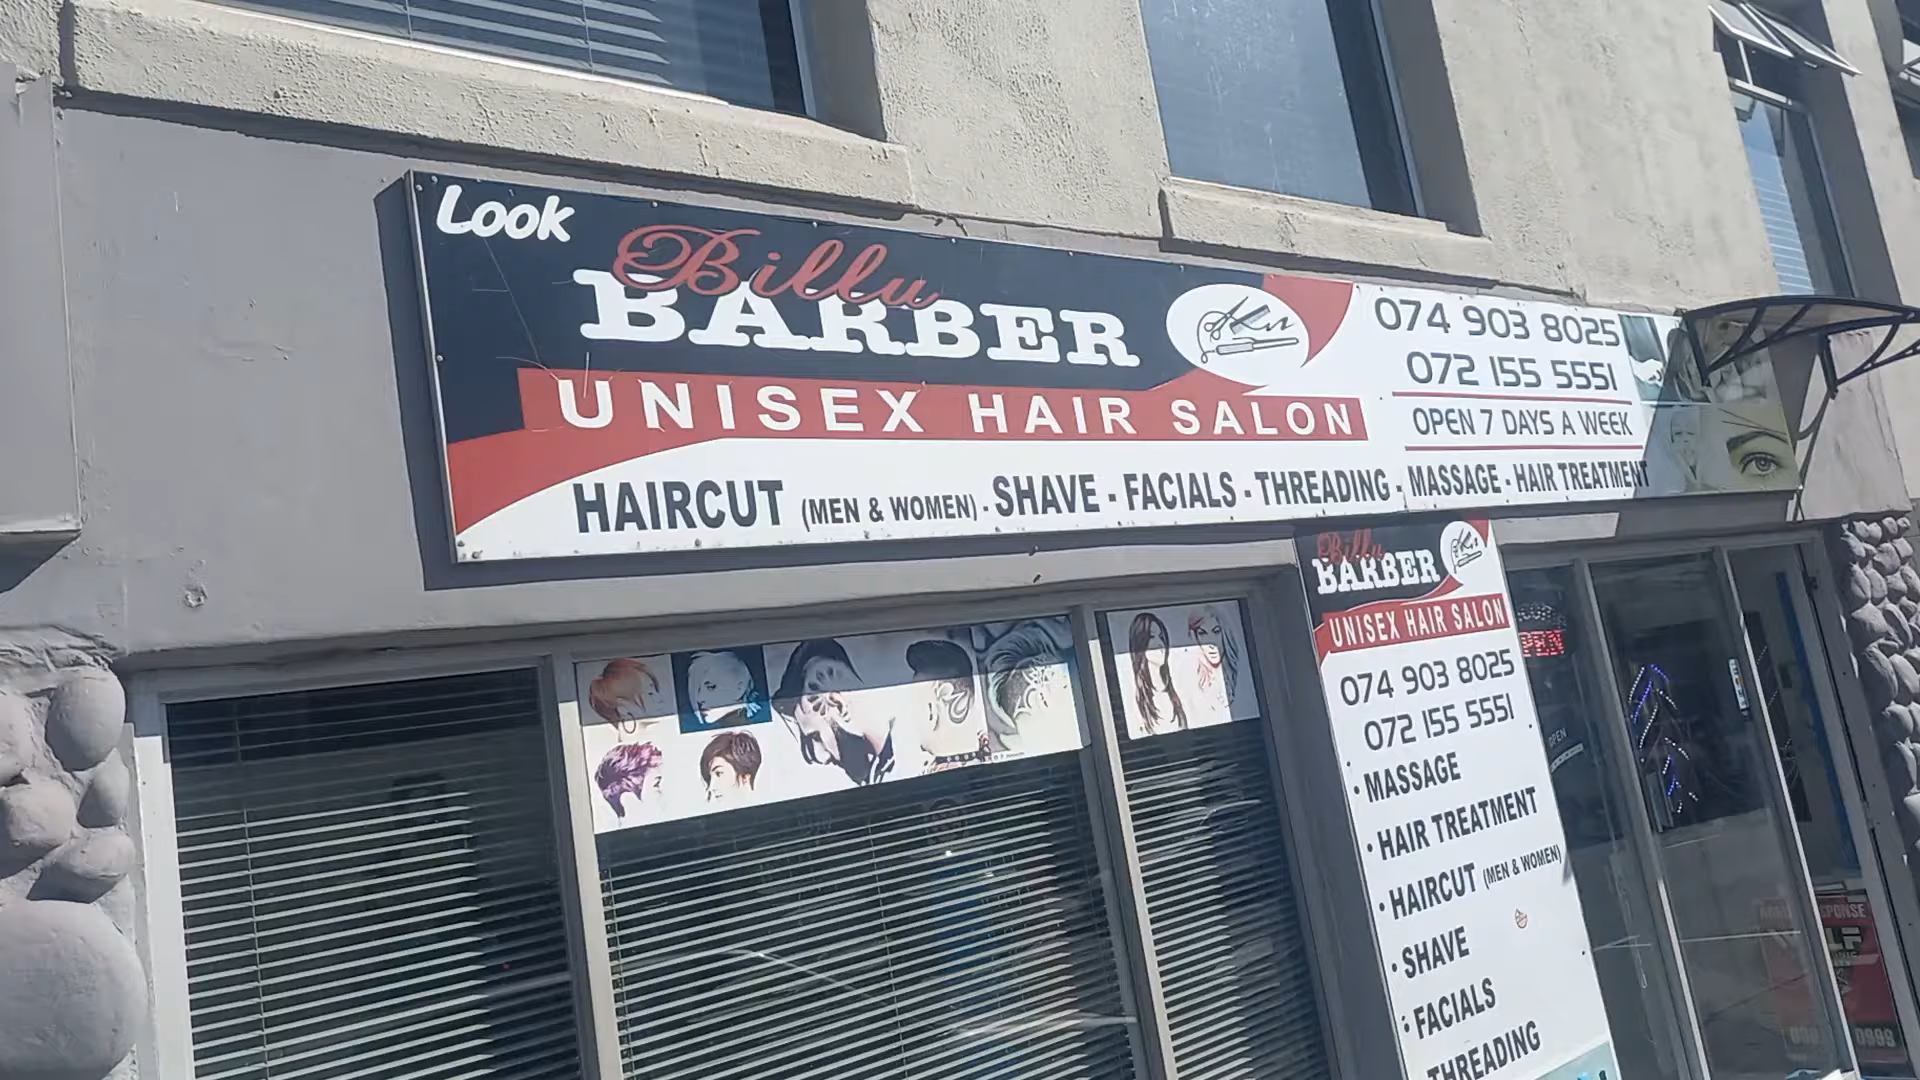 Look
Billu
BARBER
UNISEX HAIR SALON
HAIRCUT (MEN & WOMEN) - SHAVE - FACIALS - THREADING - MASSAGE - HAIR TREATMENT
074 903 8025
072 155 5551
OPEN 7 DAYS A WEEK
Billu
BARBER
UNISEX HAIR SALON
074 903 8025
072 155 5551
• MASSAGE
• HAIR TREATMENT
• HAIRCUT (MEN & WOMEN)
• SHAVE
• FACIALS
THREADING
OPEN